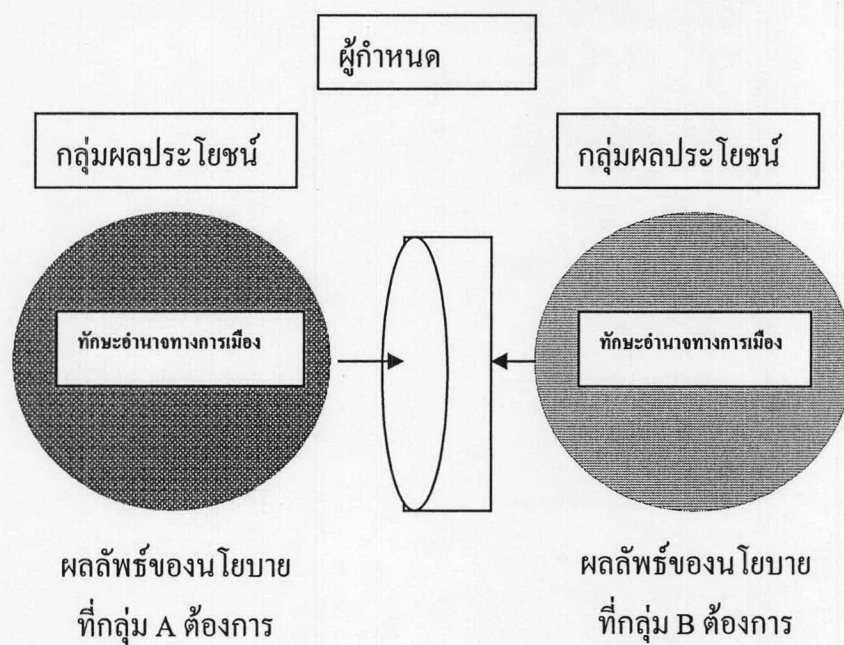 ผู้กำหนด
กลุ่มผลประโยชน์
กลุ่มผลประโยชน์
ทักษะอำนาจทางการเมือง
ทักษะอำนาจทางการเมือง
ผลลัพธ์ของนโยบาย
ที่กลุ่ม A ต้องการ
ผลลัพธ์ของนโยบาย
ที่กลุ่ม B ต้องการ